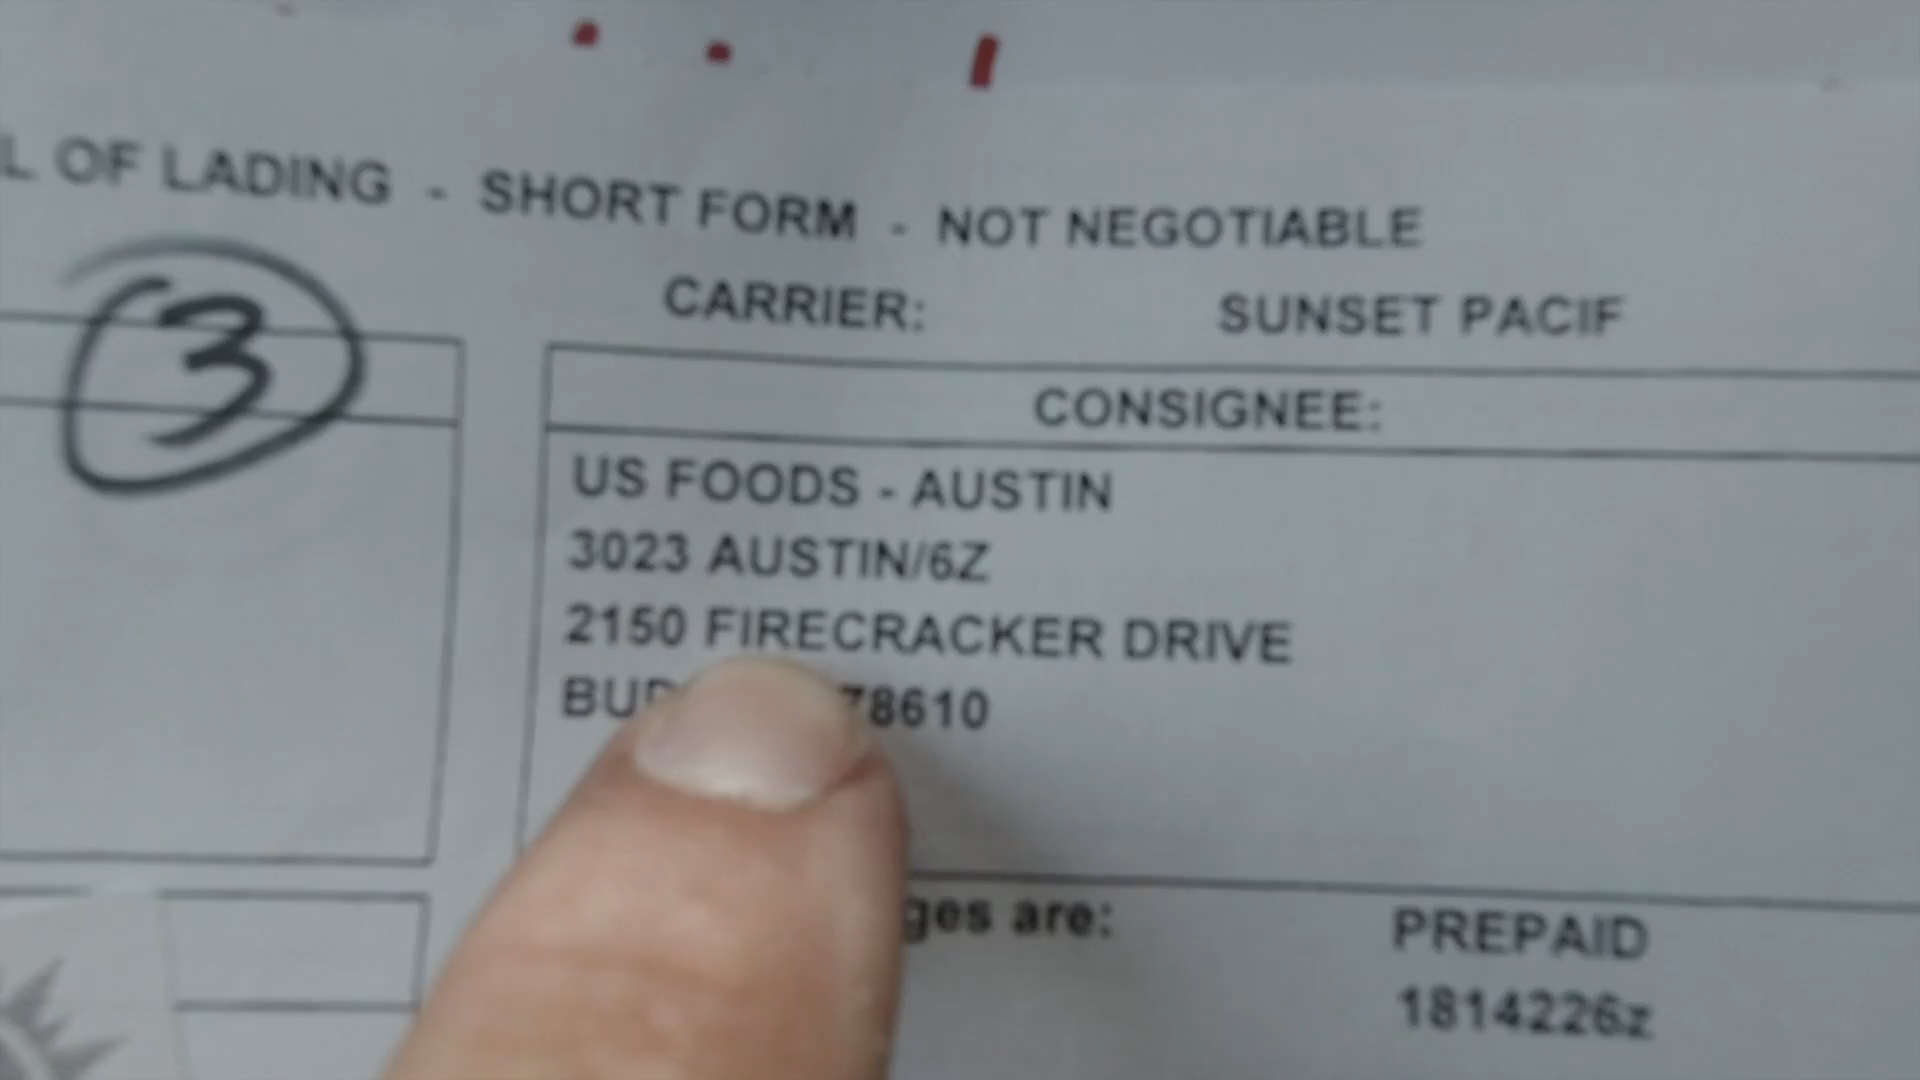 L OF LADING - SHORT FORM - NOT NEGOTIABLE
CARRIER: SUNSET PACIF
3
CONSIGNEE:
US FOODS - AUSTIN
3023 AUSTIN/6Z
2150 FIRECRACKER DRIVE
78610
ges are: PREPAID
1814226z